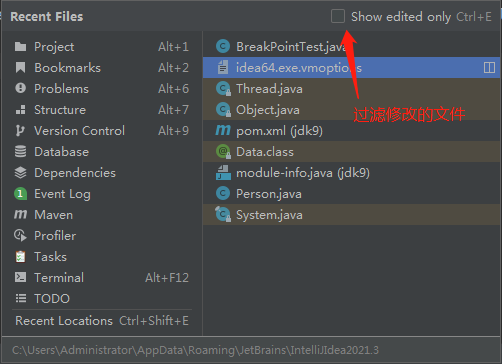 Recent Files
Show edited only Ctrl+E
Project Alt+1
Bookmarks Alt+2
Problems Alt+6
Structure Alt+7
Version Control Alt+9
Database
Dependencies
Event Log
Maven
Profiler
Tasks
Terminal Alt+F12
TODO
Recent Locations Ctrl+Shift+E
BreakPointTest.java
idea64.exe.vmoptions
Thread.java
Object.java
过滤修改的文件
pom.xml (jdk9)
Data.class
module-info.java (jdk9)
Person.java
System.java
C:\Users\Administrator\AppData\Roaming\JetBrains\IntelliJIdea2021.3